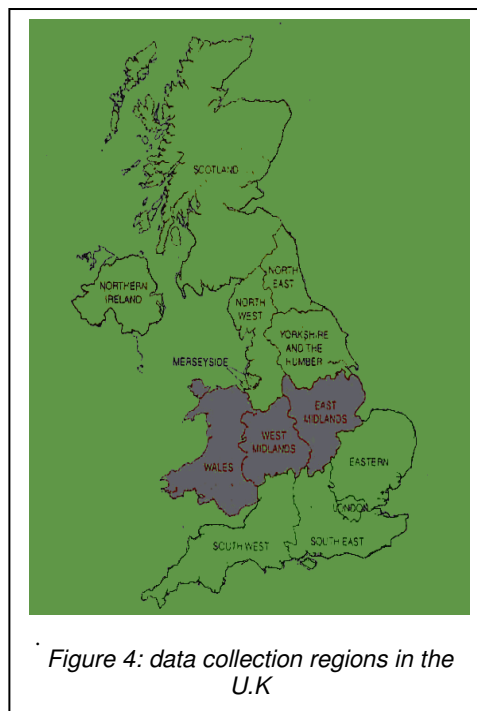 SCOTLAND
NORTHERN
IRELAND
NORTH
EAST
NORTH
WEST
YORKSHIRE
AND THE
HUMBER
MERSEYSIDE
EAST
MIDLANDS
WEST
MIDLANDS
WALES
EASTERN
LONDON
SOUTH WEST
SOUTH EAST
.
Figure 4: data collection regions in the
U.K